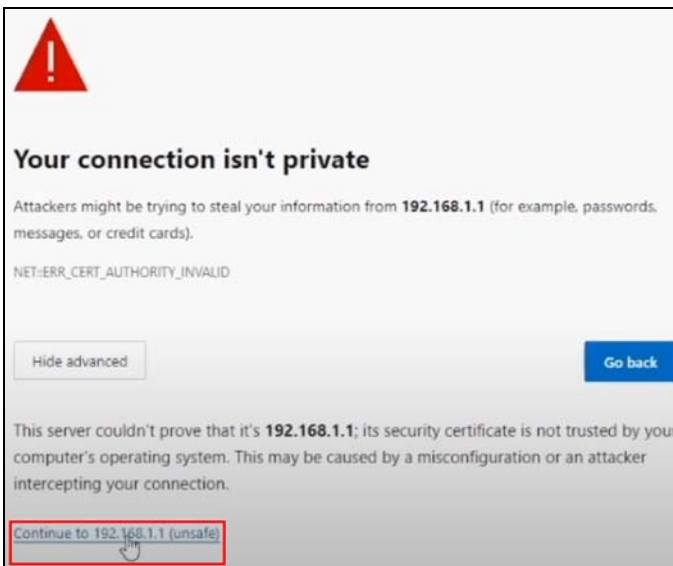 !
Your connection isn't private
Attackers might be trying to steal your information from 192.168.1.1 (for example, passwords,
messages, or credit cards).
NET::ERR_CERT_AUTHORITY_INVALID
Hide advanced
Go back
This server couldn't prove that it's 192.168.1.1; its security certificate is not trusted by you
computer's operating system. This may be caused by a misconfiguration or an attacker
intercepting your connection.
Continue to 192.168.1.1 (unsafe)